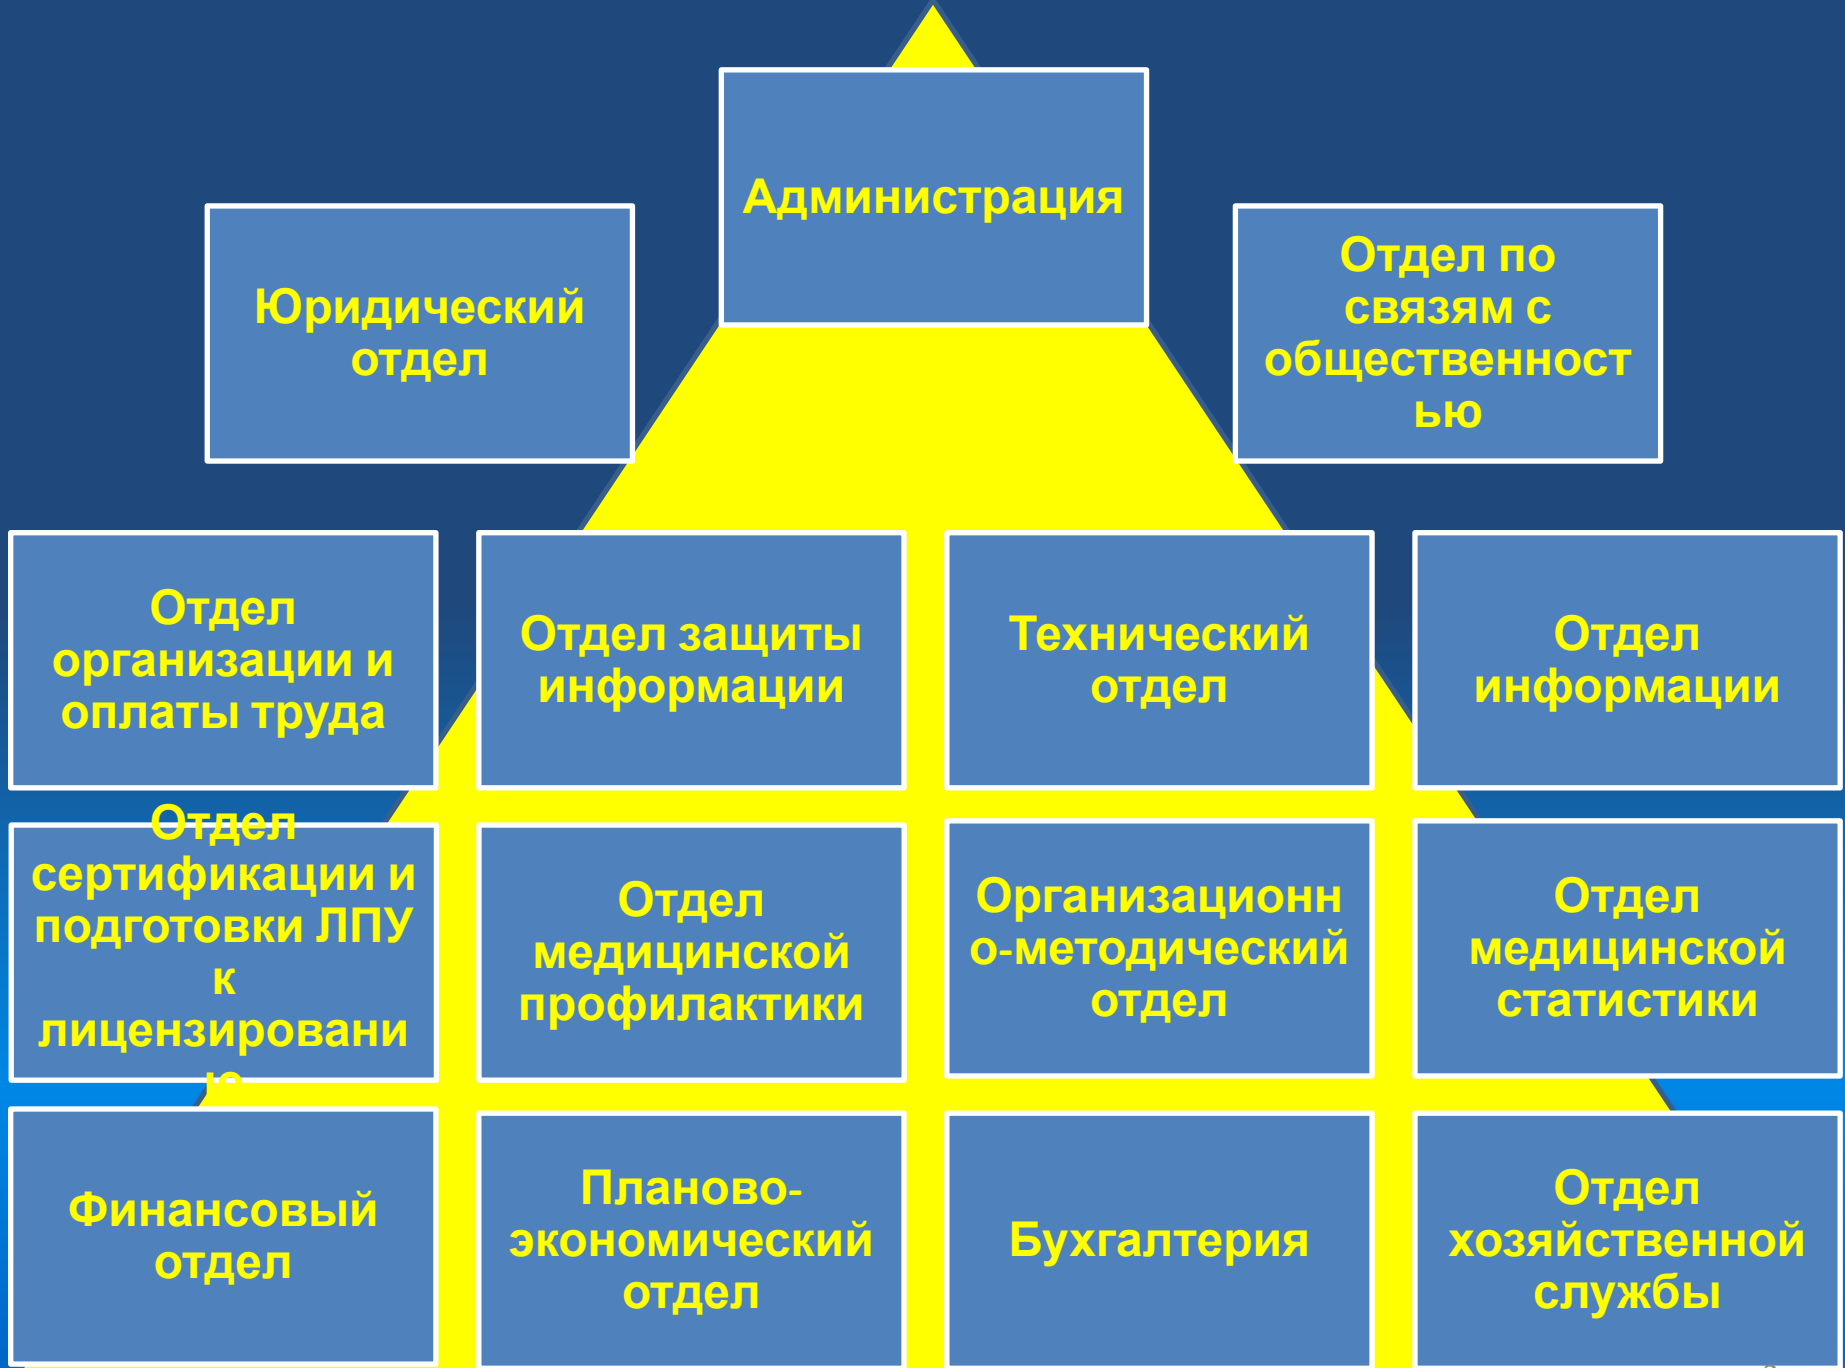 Администрация
Юридический
отдел
Отдел по
связям с
общественност
ью
Отдел
организации и
оплаты труда
Отдел защиты
информации
Технический
отдел
Отдел
информации
Отдел
сертификации и
подготовки ЛПУ
к
лицензировани
ю
Отдел
медицинской
профилактики
Организационн
о-методический
отдел
Отдел
медицинской
статистики
Финансовый
отдел
Планово-
экономический
отдел
Бухгалтерия
Отдел
хозяйственной
службы